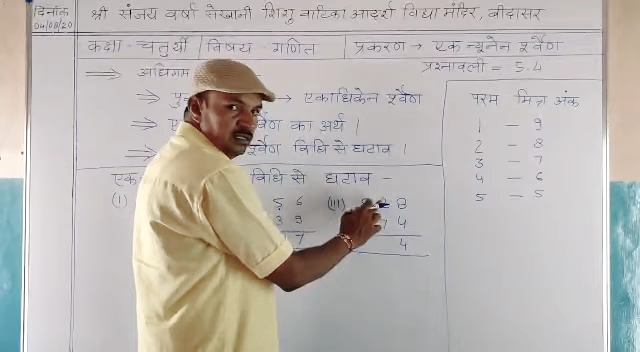 दिनांक
04/08/20
श्री संजय वर्षा सेखानी शिशु वाटिका आदर्श विद्या मंदिर, बीदासर
कक्षा - चतुर्थी | विषय - गणित
प्रकरण → एक न्यूनेन पूर्वेण
प्रश्नावली = 5.4
⇒ अधिगम
⇒ → एकाधिकेन पूर्वेण
⇒ पूर्वेण का अर्थ ।
⇒ पूर्वेण विधि से घटाव ।
एक विधि से घटाव -
(i) 5 6 (iii) 8
3 9 4
7 4
परम मित्र अंक
1 - 9
2 - 8
3 - 7
4 - 6
5 - 5